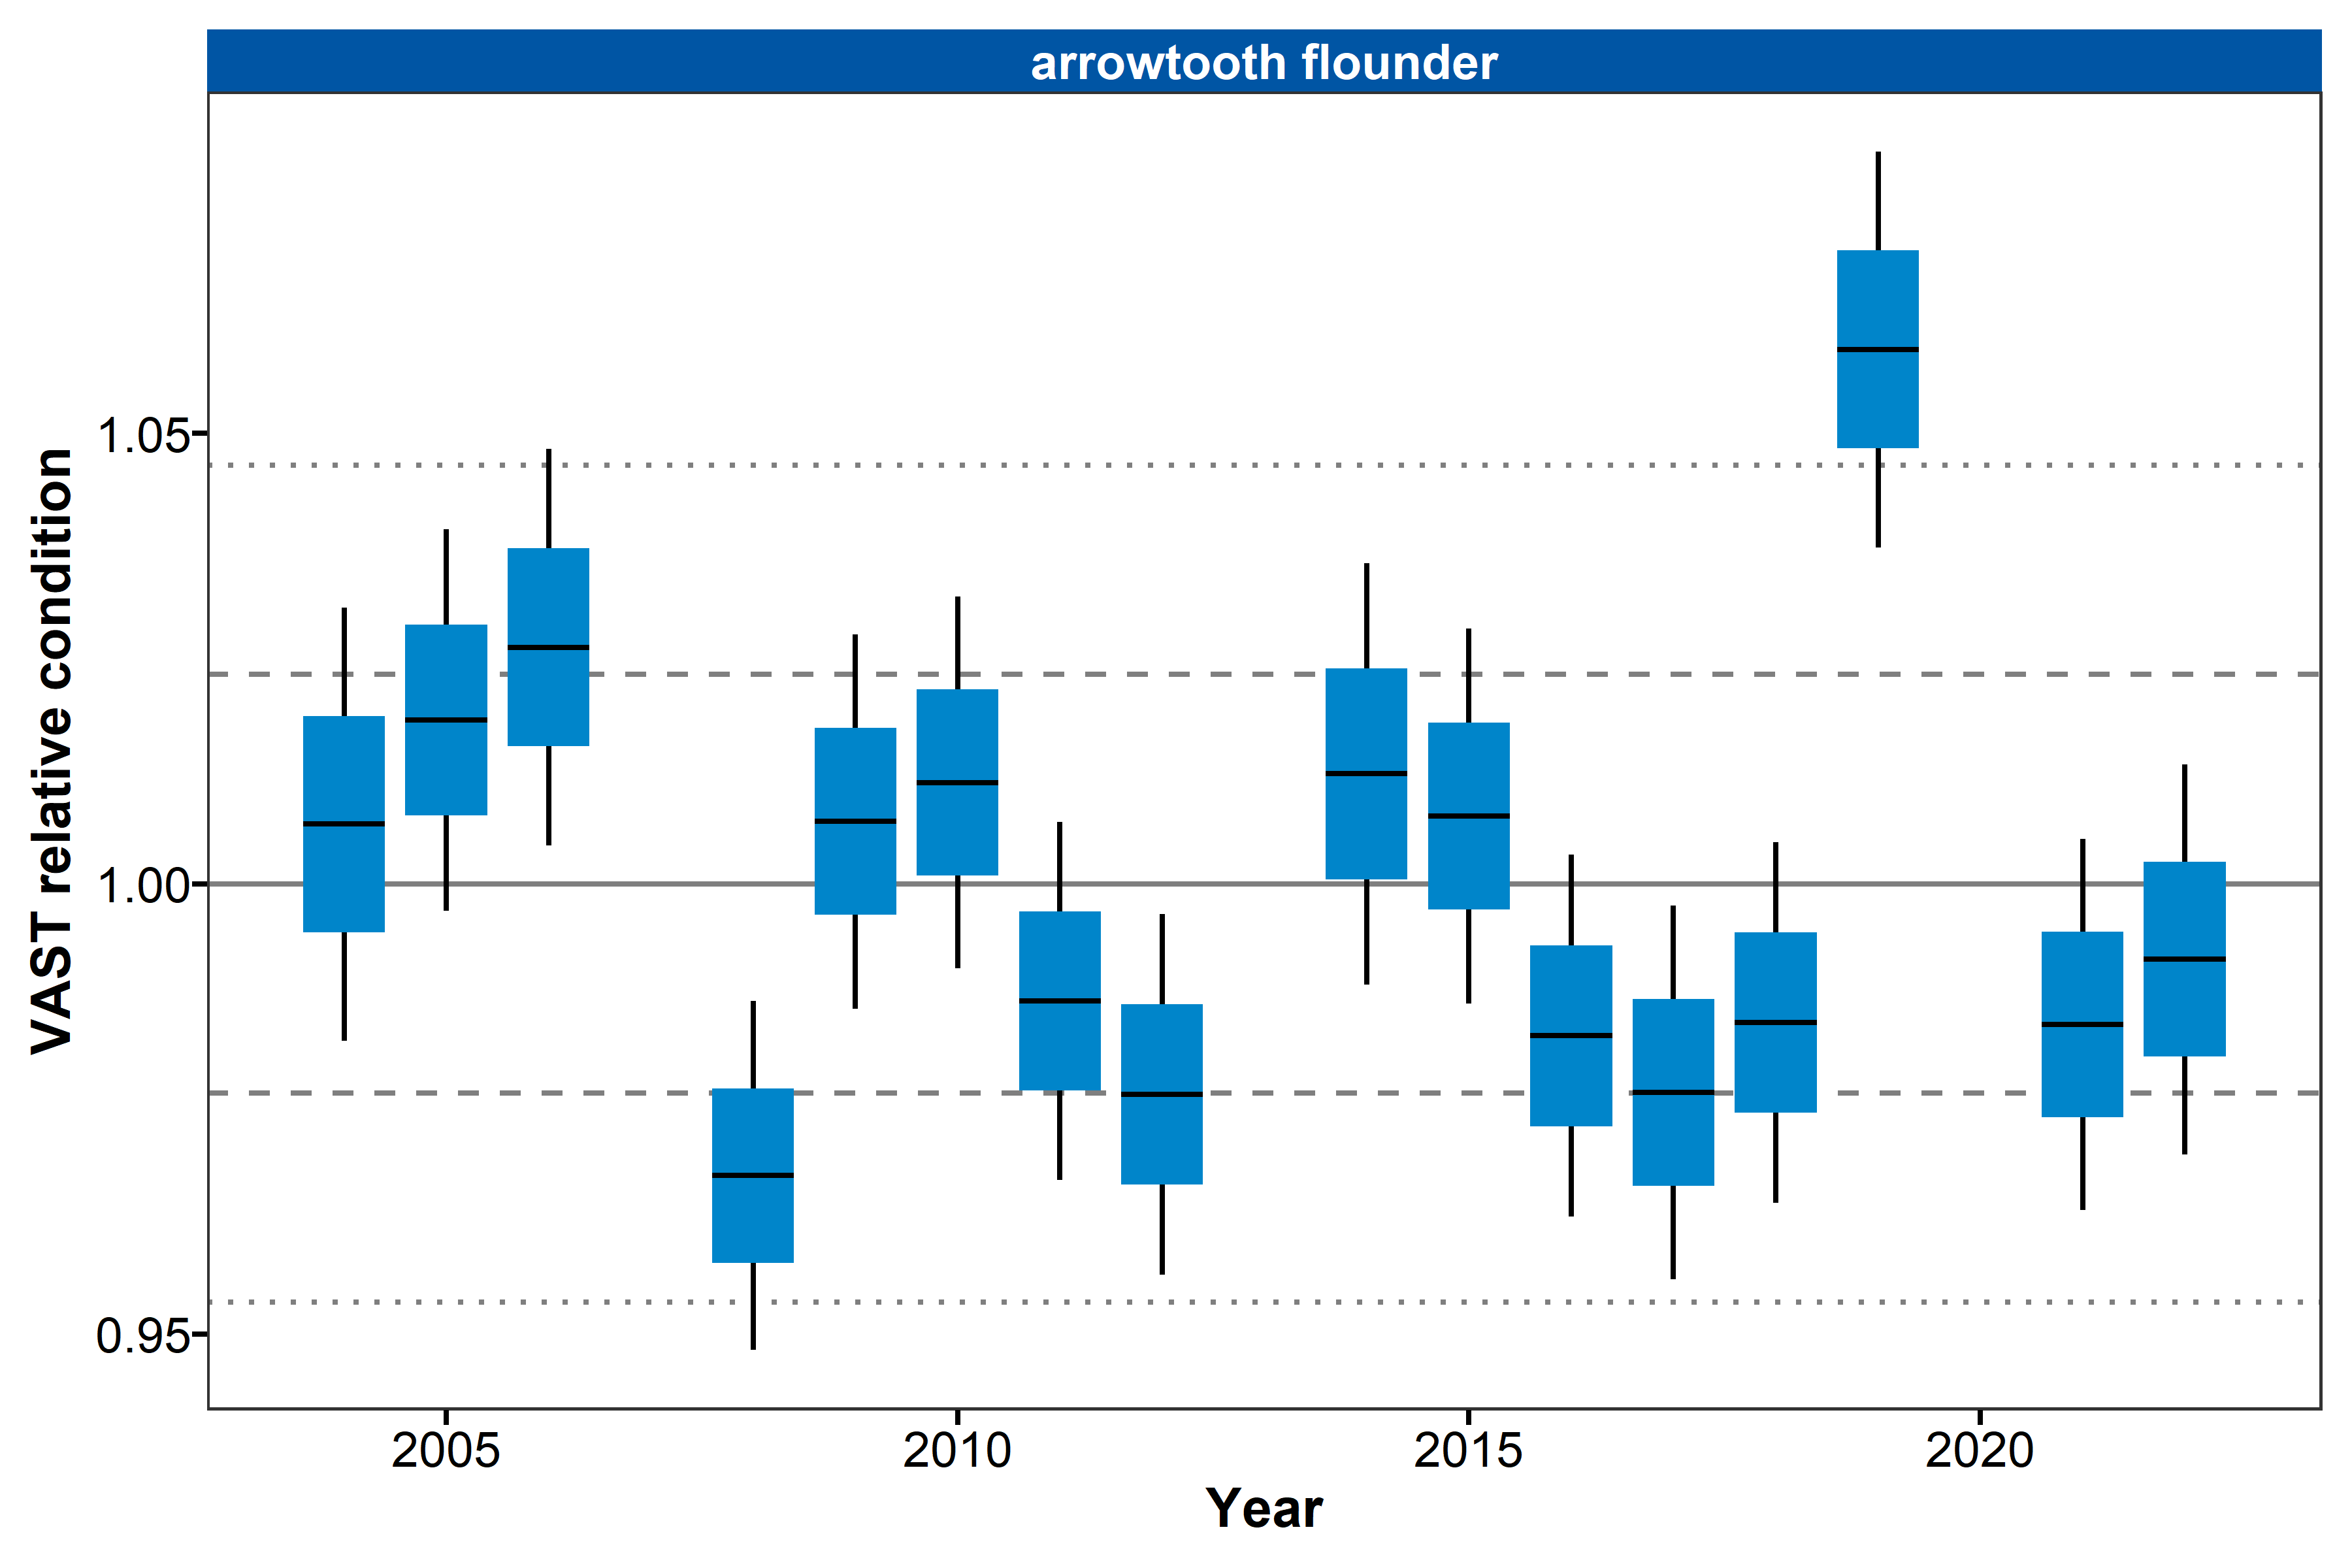 arrowtooth flounder
VAST relative condition
1.05
1.00
0.95
2005 2010 2015 2020
Year